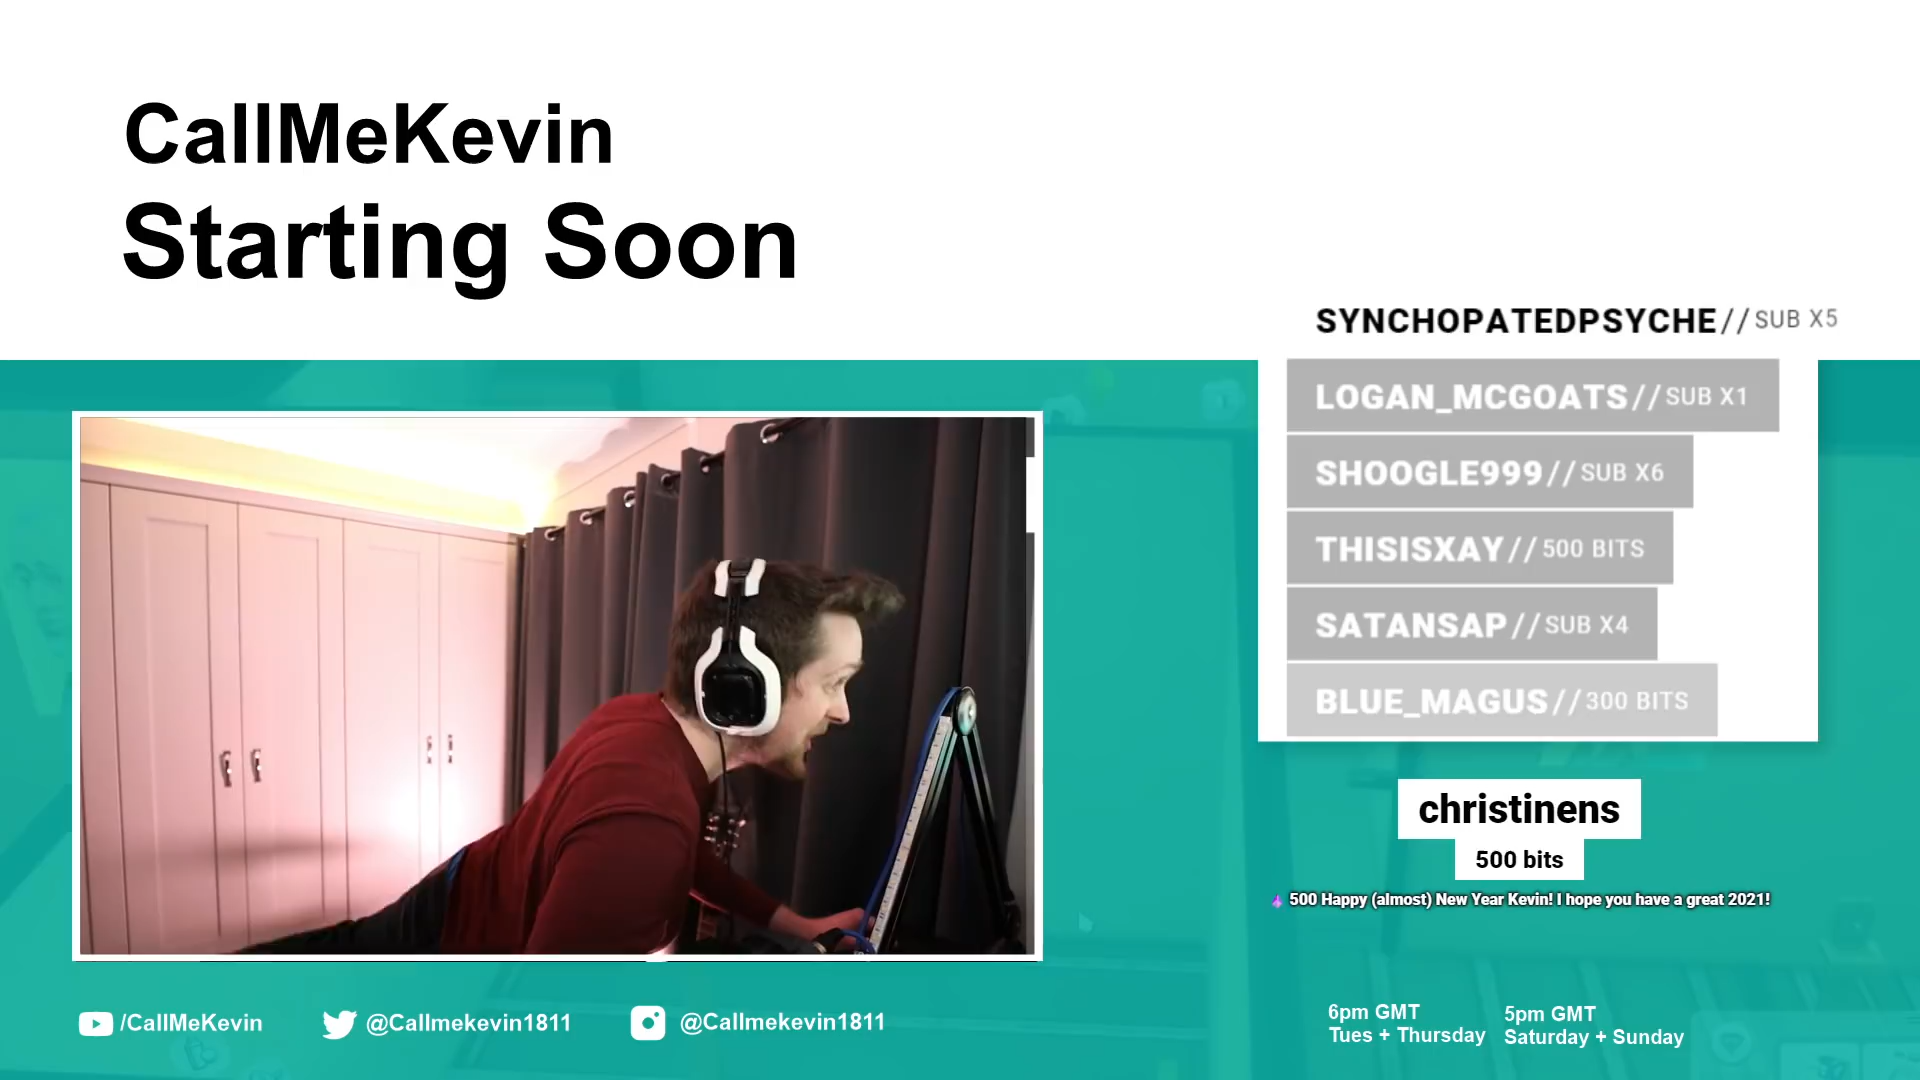 CallMeKevin
Starting Soon
SYNCHOPATEDPSYCHE//SUB X5
LOGAN_MCGOATS//SUB X1
SHOOGLE999//SUB X6
THISISXAY//500 BITS
SATANSAP//SUB X4
BLUE_MAGUS//300 BITS
christinens
500 bits
500 Happy (almost) New Year Kevin! I hope you have a great 2021!
/CallMeKevin
@Callmekevin1811
@Callmekevin1811
6pm GMT
Tues + Thursday
5pm GMT
Saturday + Sunday